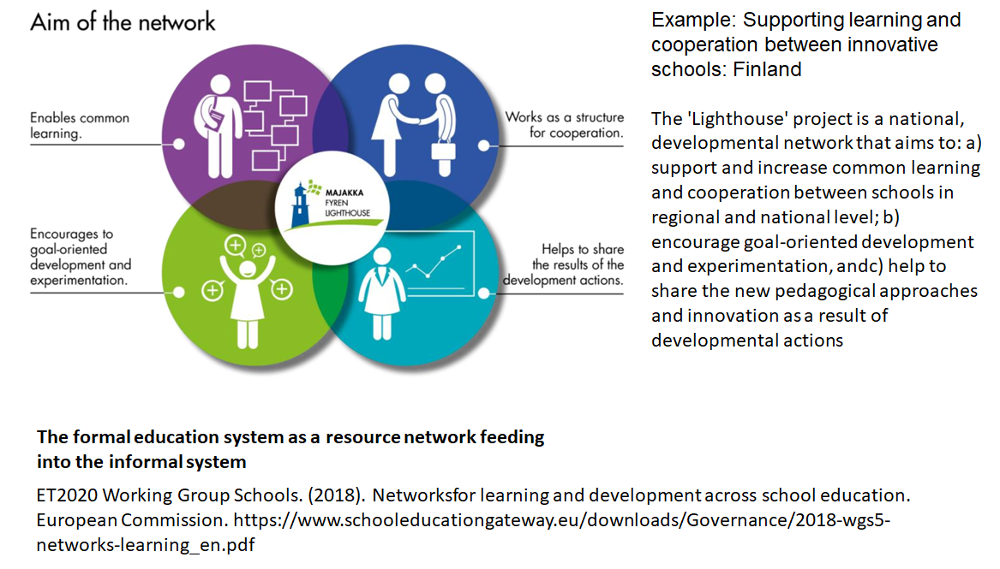 Aim of the network
Enables common
learning.
Works as a structure
for cooperation.
MAJAKKA
FYREN
LIGHTHOUSE
Encourages to
goal-oriented
development and
experimentation.
Helps to share
the results of the
development actions.
Example: Supporting learning and
cooperation between innovative
schools: Finland
The 'Lighthouse' project is a national,
developmental network that aims to: a)
support and increase common learning
and cooperation between schools in
regional and national level; b)
encourage goal-oriented development
and experimentation, andc) help to
share the new pedagogical approaches
and innovation as a result of
developmental actions
The formal education system as a resource network feeding
into the informal system
ET2020 Working Group Schools. (2018). Networksfor learning and development across school education.
European Commission. https://www.schooleducationgateway.eu/downloads/Governance/2018-wgs5-
networks-learning_en.pdf